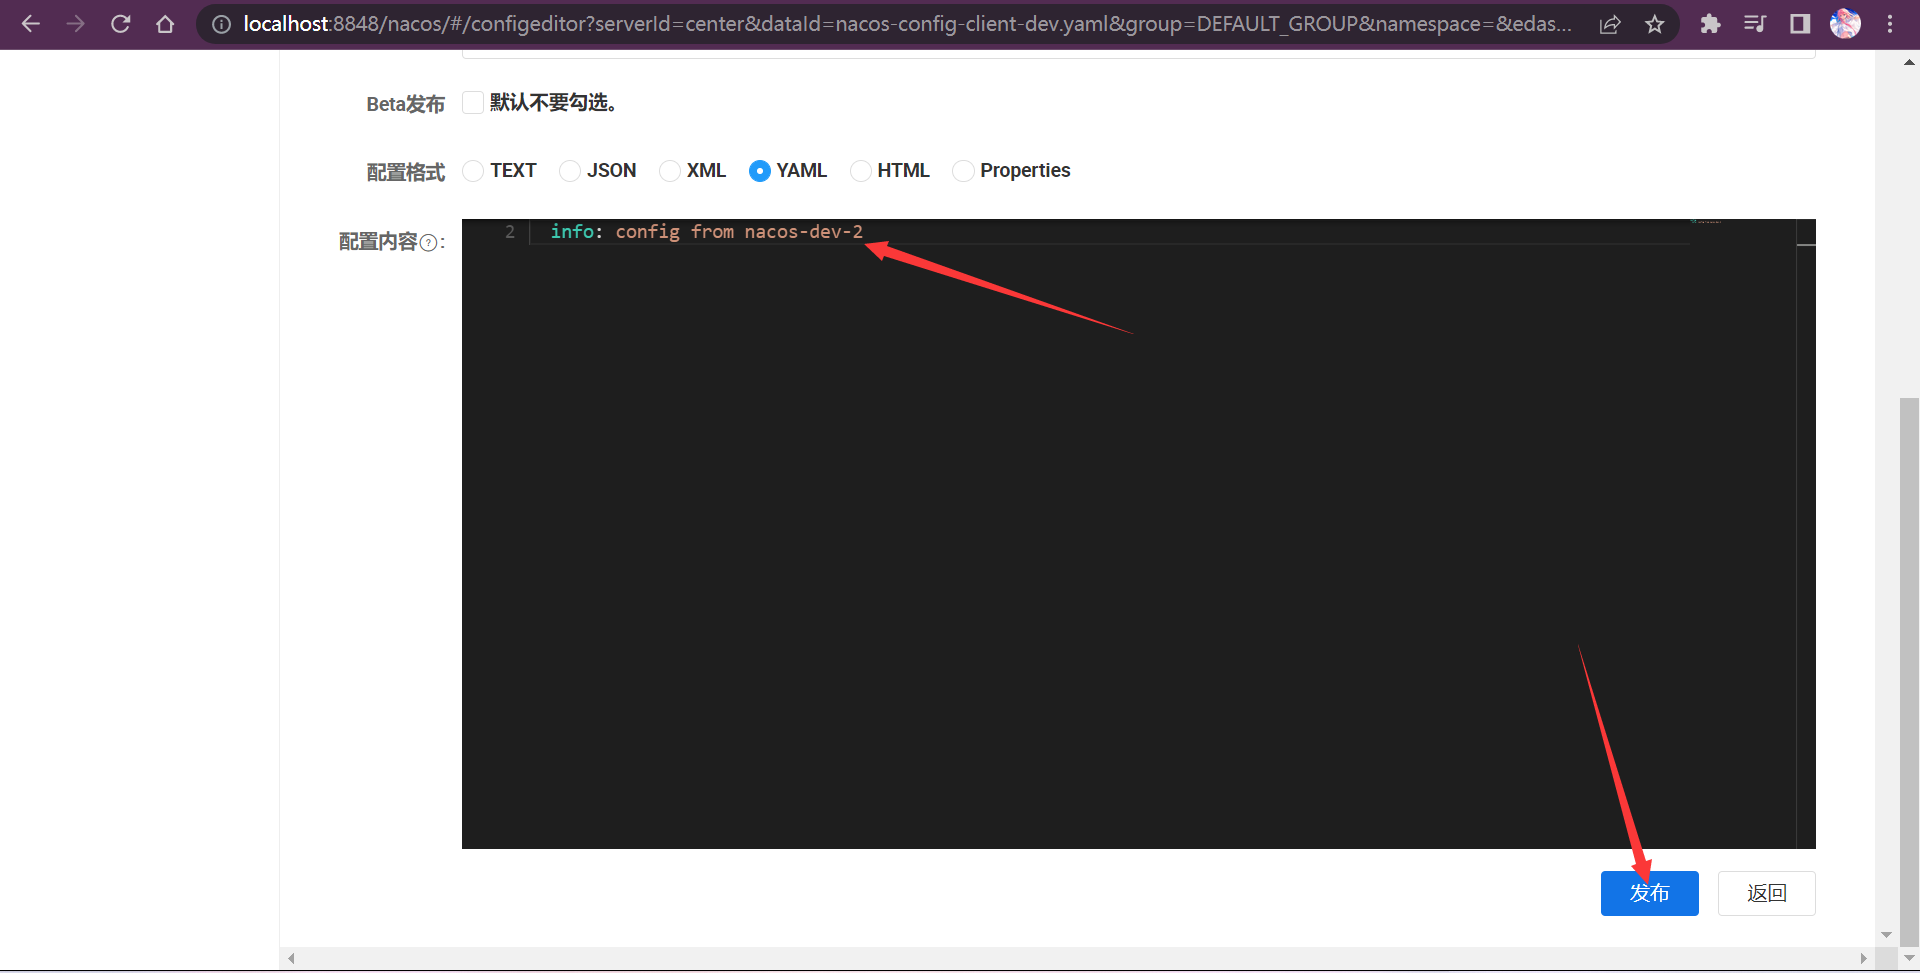 localhost:8848/nacos/#/configeditor?serverId=center&dataId=nacos-config-client-dev.yaml&group=DEFAULT_GROUP&namespace=&edas...
Beta发布 默认不要勾选。
配置格式 TEXT JSON XML YAML HTML Properties
配置内容?: 2 info: config from nacos-dev-2
发布 返回